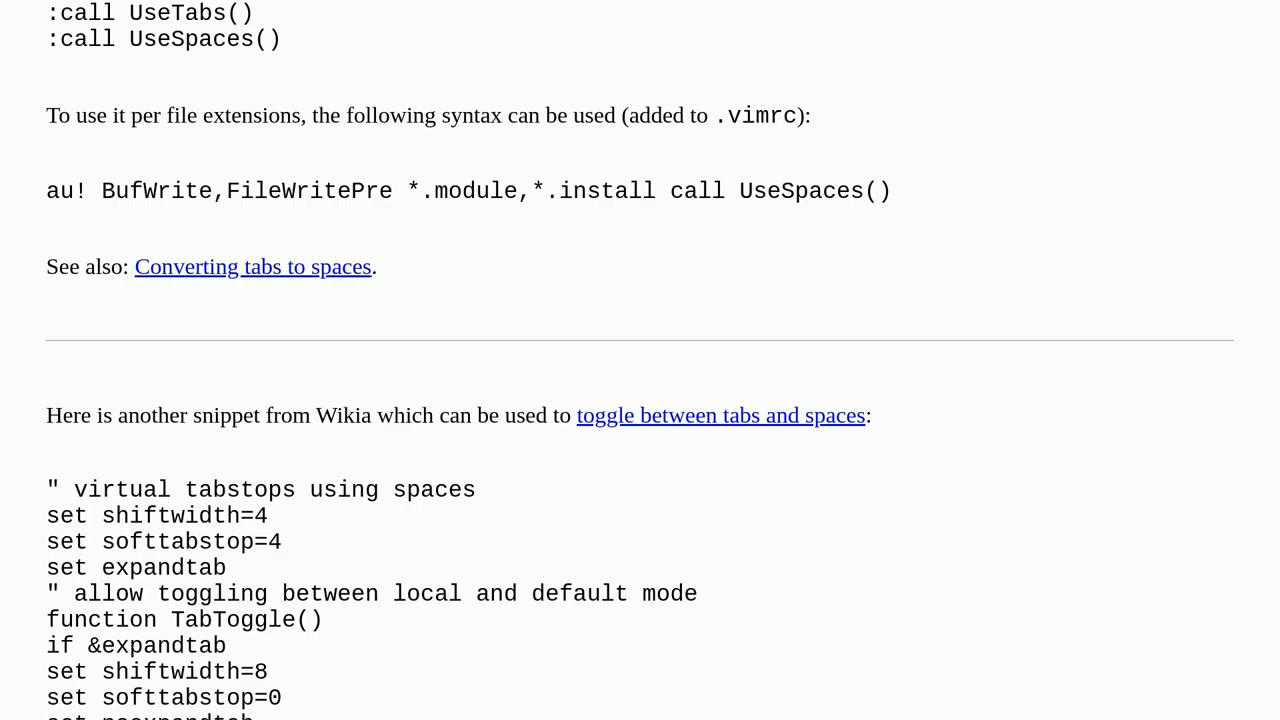 :call UseTabs()
:call UseSpaces()
To use it per file extensions, the following syntax can be used (added to .vimrc):
au! BufWrite,FileWritePre *.module,*.install call UseSpaces()
See also: Converting tabs to spaces.
Here is another snippet from Wikia which can be used to toggle between tabs and spaces:
" virtual tabstops using spaces
set shiftwidth=4
set softtabstop=4
set expandtab
" allow toggling between local and default mode
function TabToggle()
if &expandtab
set shiftwidth=8
set softtabstop=0
set noexpandtab